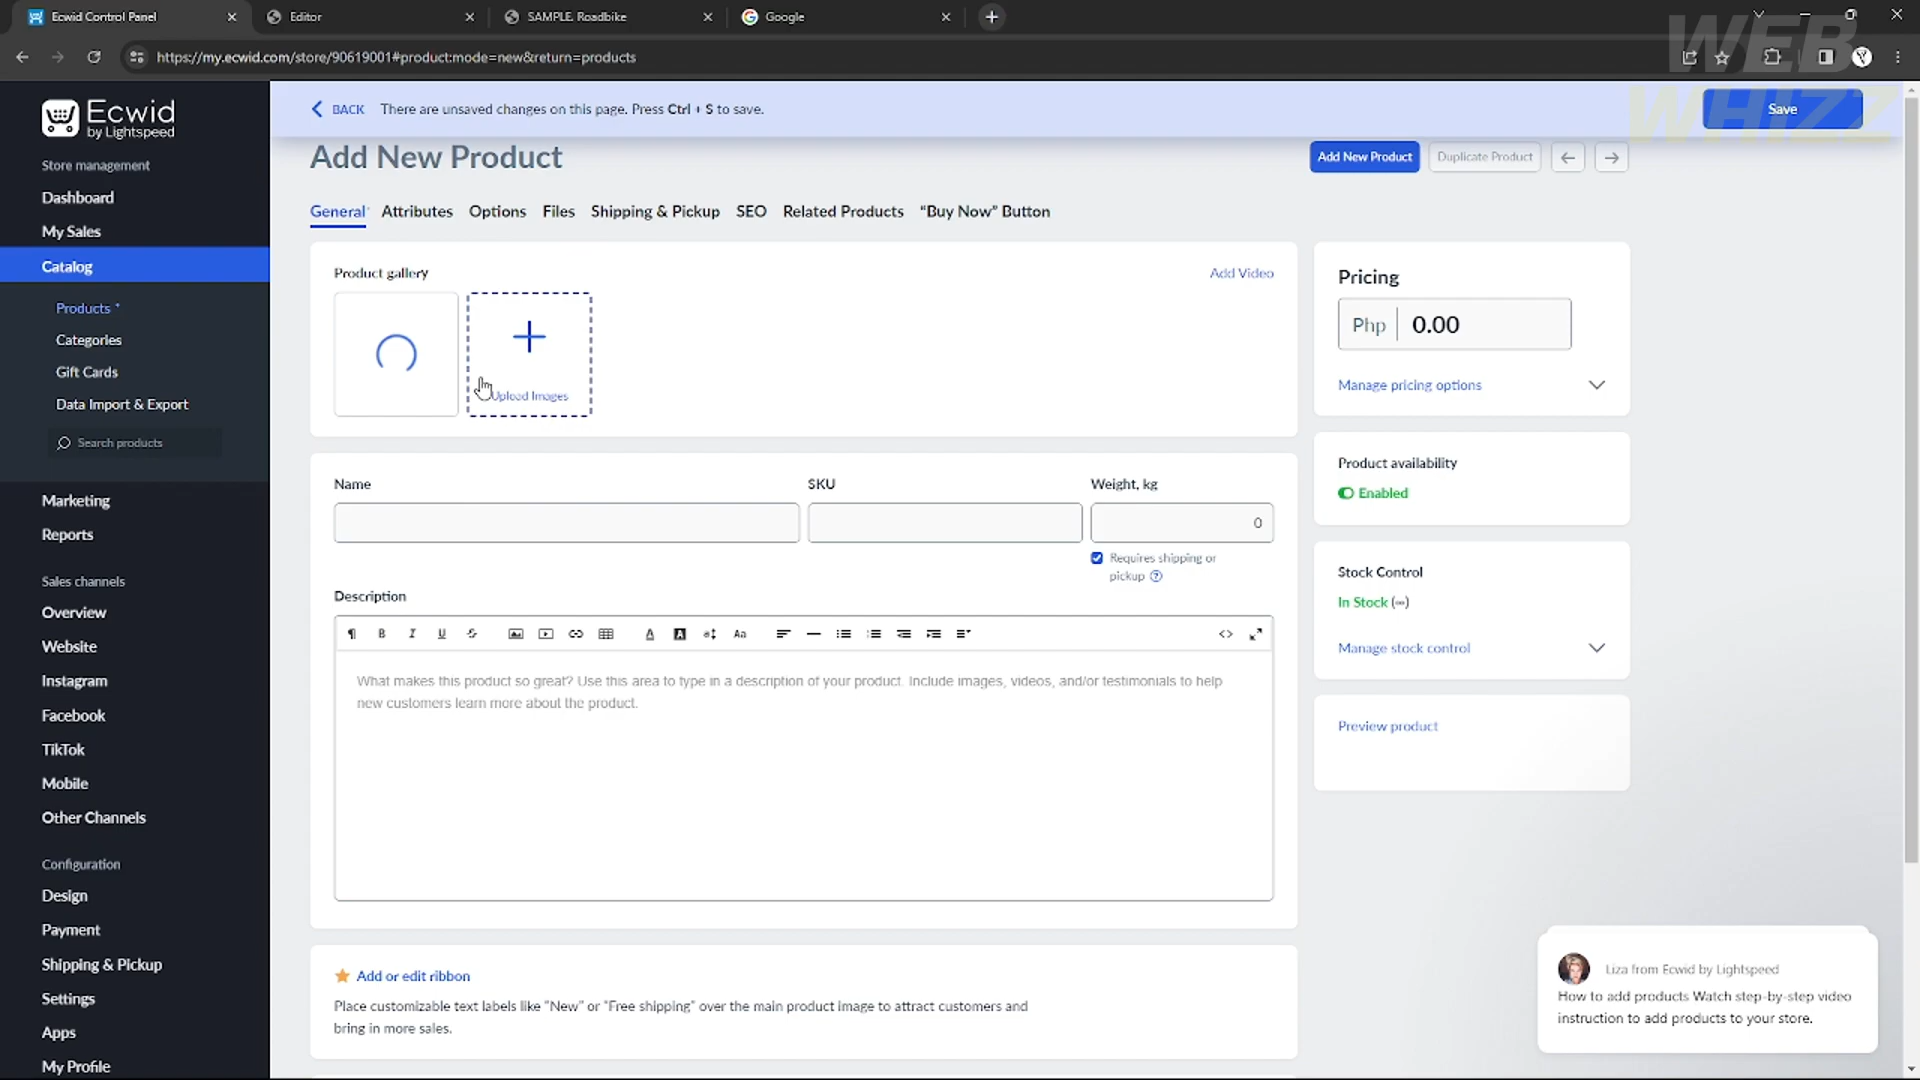 Ecwid Control Panel
Editor
SAMPLE. Roadbike
Google
https://my.ecwid.com/store/90619001#product:mode=new&return=products
WEB
WHIZZ
Ecwid
by Lightspeed
BACK
There are unsaved changes on this page. Press Ctrl + S to save.
Save
Store management
Dashboard
My Sales
Catalog
Products *
Categories
Gift Cards
Data Import & Export
Search products
Marketing
Reports
Sales channels
Overview
Website
Instagram
Facebook
TikTok
Mobile
Other Channels
Configuration
Design
Payment
Shipping & Pickup
Settings
Apps
My Profile
Add New Product
Add New Product
Duplicate Product
General
Attributes
Options
Files
Shipping & Pickup
SEO
Related Products
“Buy Now” Button
Product gallery
Add Video
Upload Images
Name
SKU
Weight, kg
0
Requires shipping or
pickup
Description
What makes this product so great? Use this area to type in a description of your product. Include images, videos, and/or testimonials to help
new customers learn more about the product.
Add or edit ribbon
Place customizable text labels like “New” or “Free shipping” over the main product image to attract customers and
bring in more sales.
Pricing
Php
0.00
Manage pricing options
Product availability
Enabled
Stock Control
In Stock (∞)
Manage stock control
Preview product
Liza from Ecwid by Lightspeed
How to add products Watch step-by-step video
instruction to add products to your store.